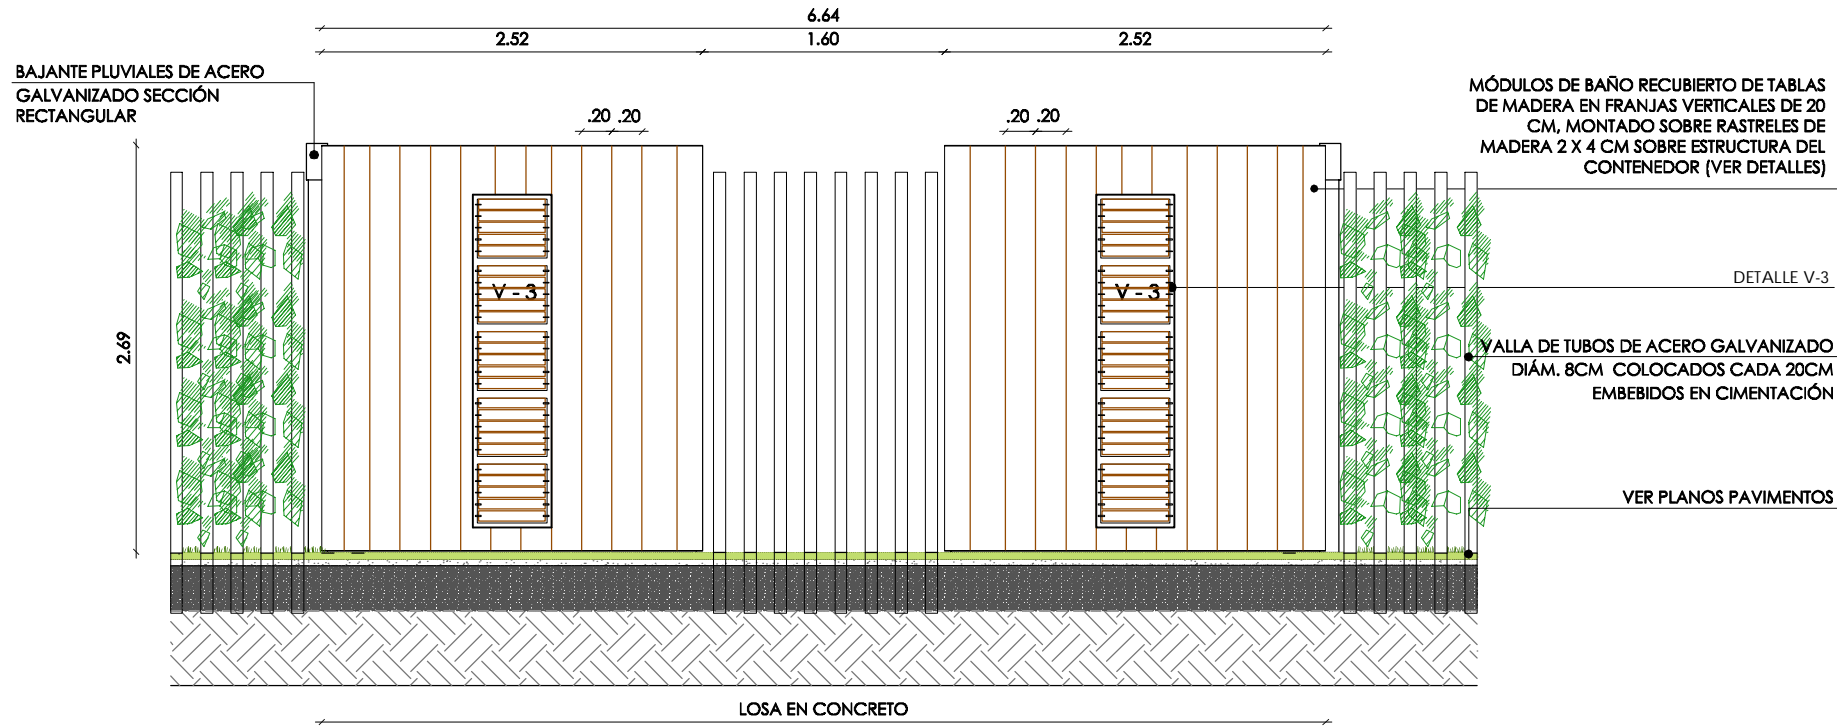 6.64
2.52
1.60
2.52
BAJANTE PLUVIALES DE ACERO
GALVANIZADO SECCIÓN
RECTANGULAR
MÓDULOS DE BAÑO RECUBIERTO DE TABLAS
DE MADERA EN FRANJAS VERTICALES DE 20
CM, MONTADO SOBRE RASTRELES DE
MADERA 2 X 4 CM SOBRE ESTRUCTURA DEL
CONTENEDOR (VER DETALLES)
.20 .20
.20 .20
V - 3
V - 3
DETALLE V-3
2.69
VALLA DE TUBOS DE ACERO GALVANIZADO
DIÁM. 8CM COLOCADOS CADA 20CM
EMBEBIDOS EN CIMENTACIÓN
VER PLANOS PAVIMENTOS
LOSA EN CONCRETO